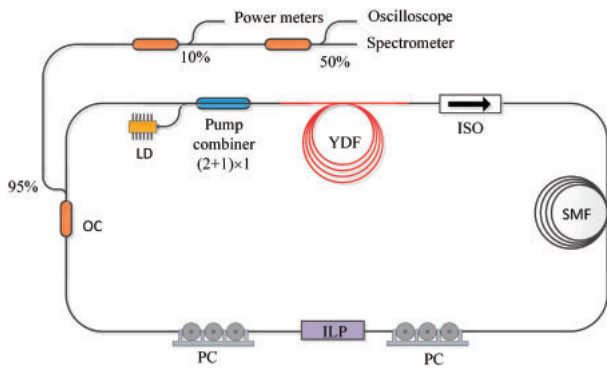 Power meters
Oscilloscope
Spectrometer
10%
50%
LD
Pump
combiner
(2+1)×1
YDF
ISO
95%
OC
SMF
PC
ILP
PC